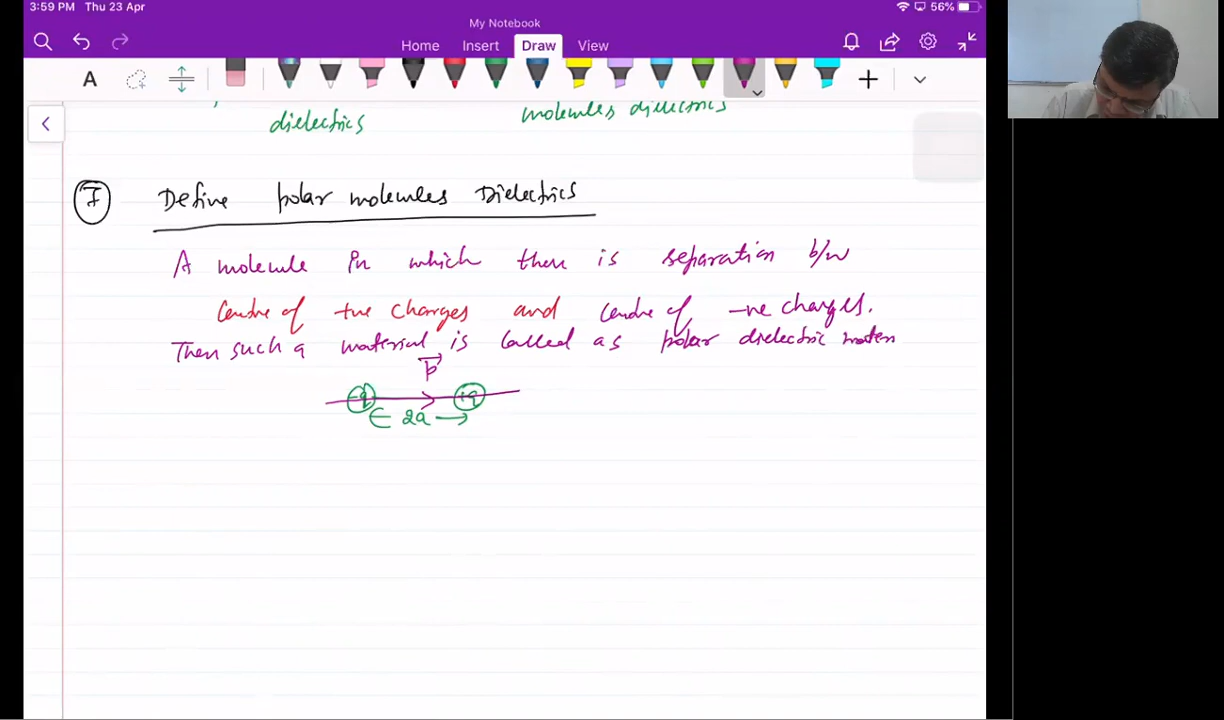 3:59 PM Thu 23 Apr
56%
My Notebook
Home Insert Draw View
A
dielectrics
molecules dielectrics
7 Define polar molecules Dielectrics
A molecule in which there is separation b/w
Centre of +ve charges and centre of -ve charges.
Then such a material is called as polar dielectric materi
p
-q +q
2a